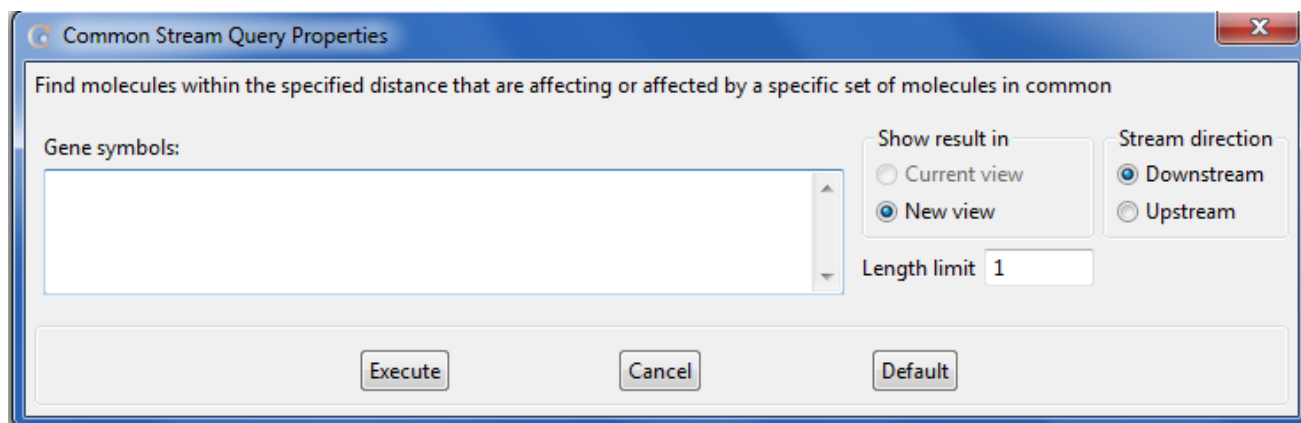 Common Stream Query Properties
Find molecules within the specified distance that are affecting or affected by a specific set of molecules in common
Gene symbols:
Show result in
Current view
New view
Stream direction
Downstream
Upstream
Length limit 1
Execute Cancel Default